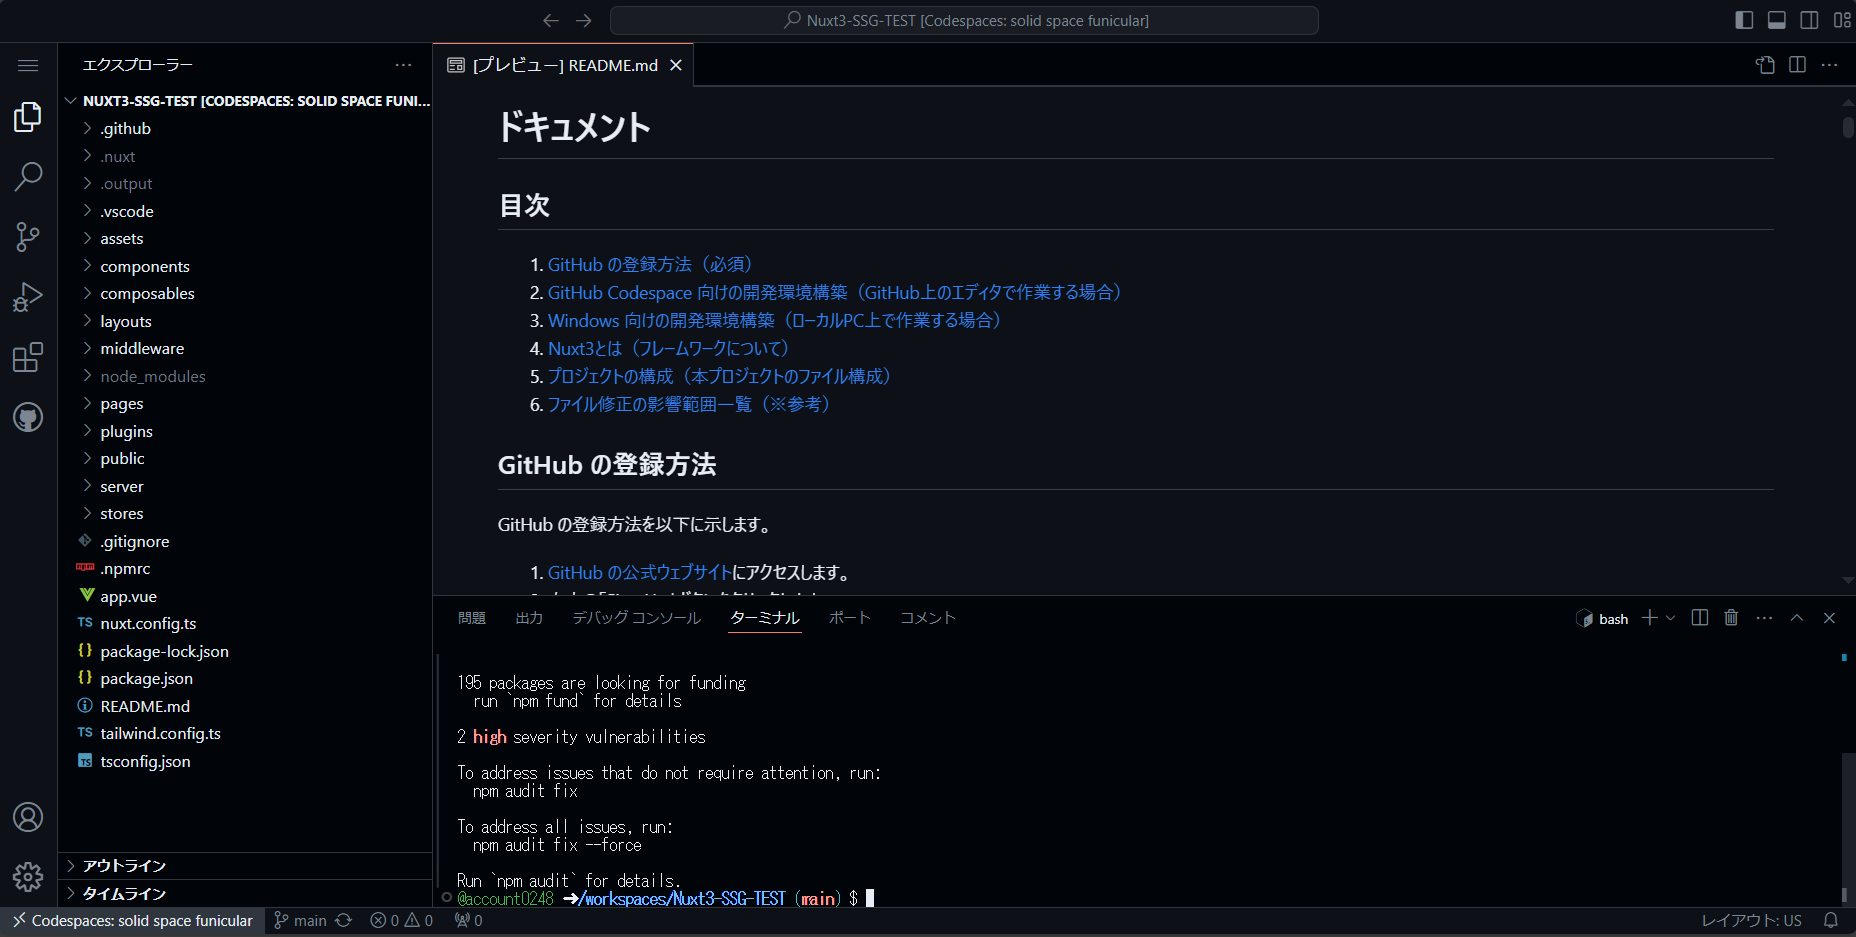 Nuxt3-SSG-TEST [Codespaces: solid space funicular]
エクスプローラー
NUXT3-SSG-TEST [CODESPACES: SOLID SPACE FUNI...
.github
.nuxt
.output
.vscode
assets
components
composables
layouts
middleware
node_modules
pages
plugins
public
server
stores
.gitignore
.npmrc
app.vue
nuxt.config.ts
package-lock.json
package.json
README.md
tailwind.config.ts
tsconfig.json
アウトライン
タイムライン
[プレビュー] README.md
ドキュメント
目次
1. GitHub の登録方法（必須）
2. GitHub Codespace 向けの開発環境構築（GitHub上のエディタで作業する場合）
3. Windows 向けの開発環境構築（ローカルPC上で作業する場合）
4. Nuxt3とは（フレームワークについて）
5. プロジェクトの構成（本プロジェクトのファイル構成）
6. ファイル修正の影響範囲一覧（※参考）
GitHub の登録方法
GitHub の登録方法を以下に示します。
1. GitHub の公式ウェブサイトにアクセスします。
問題 出力 デバッグ コンソール ターミナル ポート コメント
bash
195 packages are looking for funding
run `npm fund` for details
2 high severity vulnerabilities
To address issues that do not require attention, run:
npm audit fix
To address all issues, run:
npm audit fix --force
Run `npm audit` for details.
@account0248 ➜/workspaces/Nuxt3-SSG-TEST (main) $
Codespaces: solid space funicular main 0 0 0 レイアウト: US